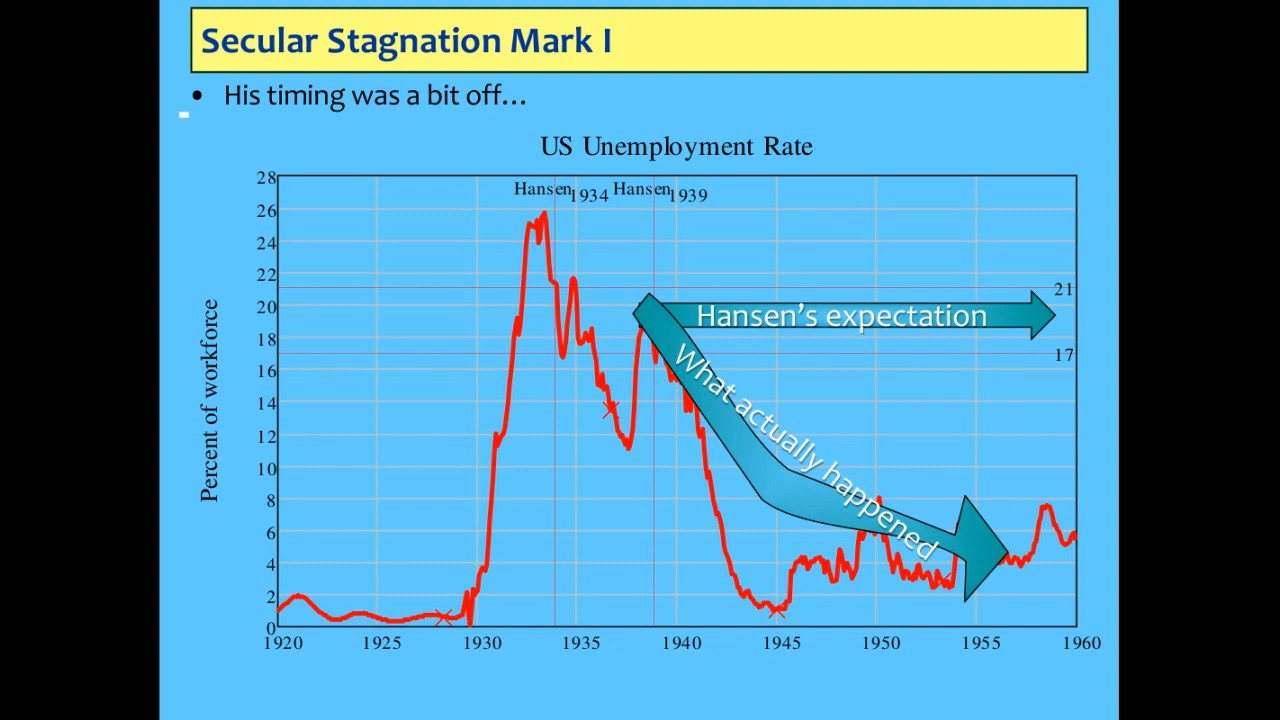 Secular Stagnation Mark I
• His timing was a bit off…
US Unemployment Rate
28
Hansen 1934 Hansen 1939
26
24
22
21
20
Hansen's expectation
18
17
16
What actually happened
14
12
10
8
6
4
2
0
Percent of workforce
1920 1925 1930 1935 1940 1945 1950 1955 1960